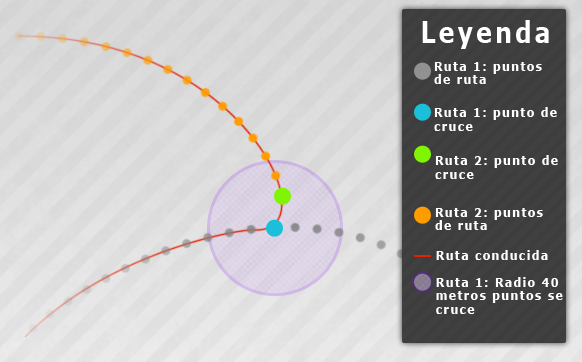 Leyenda
Ruta 1: puntos
de ruta
Ruta 1: punto de
cruce
Ruta 2: punto de
cruce
Ruta 2: puntos
de ruta
Ruta conducida
Ruta 1: Radio 40
metros puntos se
cruce